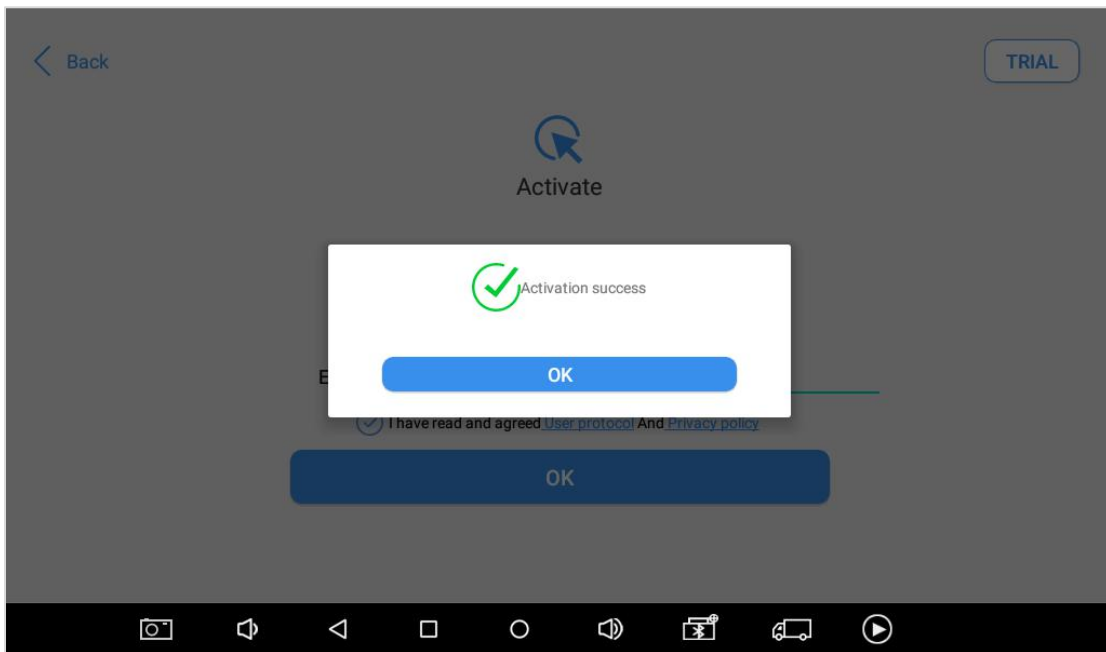 Back
TRIAL
Activate
Activation success
OK
I have read and agreed User protocol And Privacy policy
OK